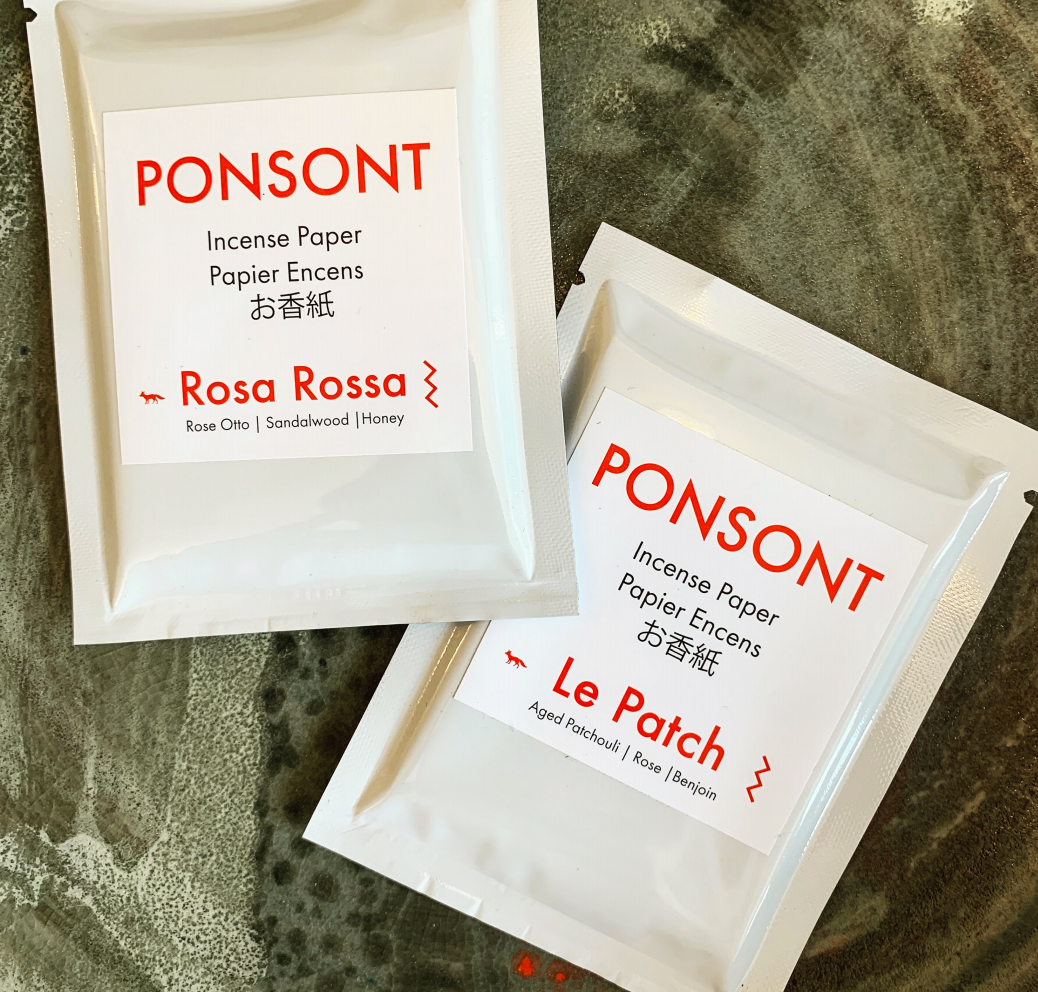 PONSONT
Incense Paper
Papier Encens
お香紙
Rosa Rossa
Rose Otto | Sandalwood |Honey
PONSONT
Incense Paper
Papier Encens
お香紙
Le Patch
Aged Patchouli | Rose |Benjoin